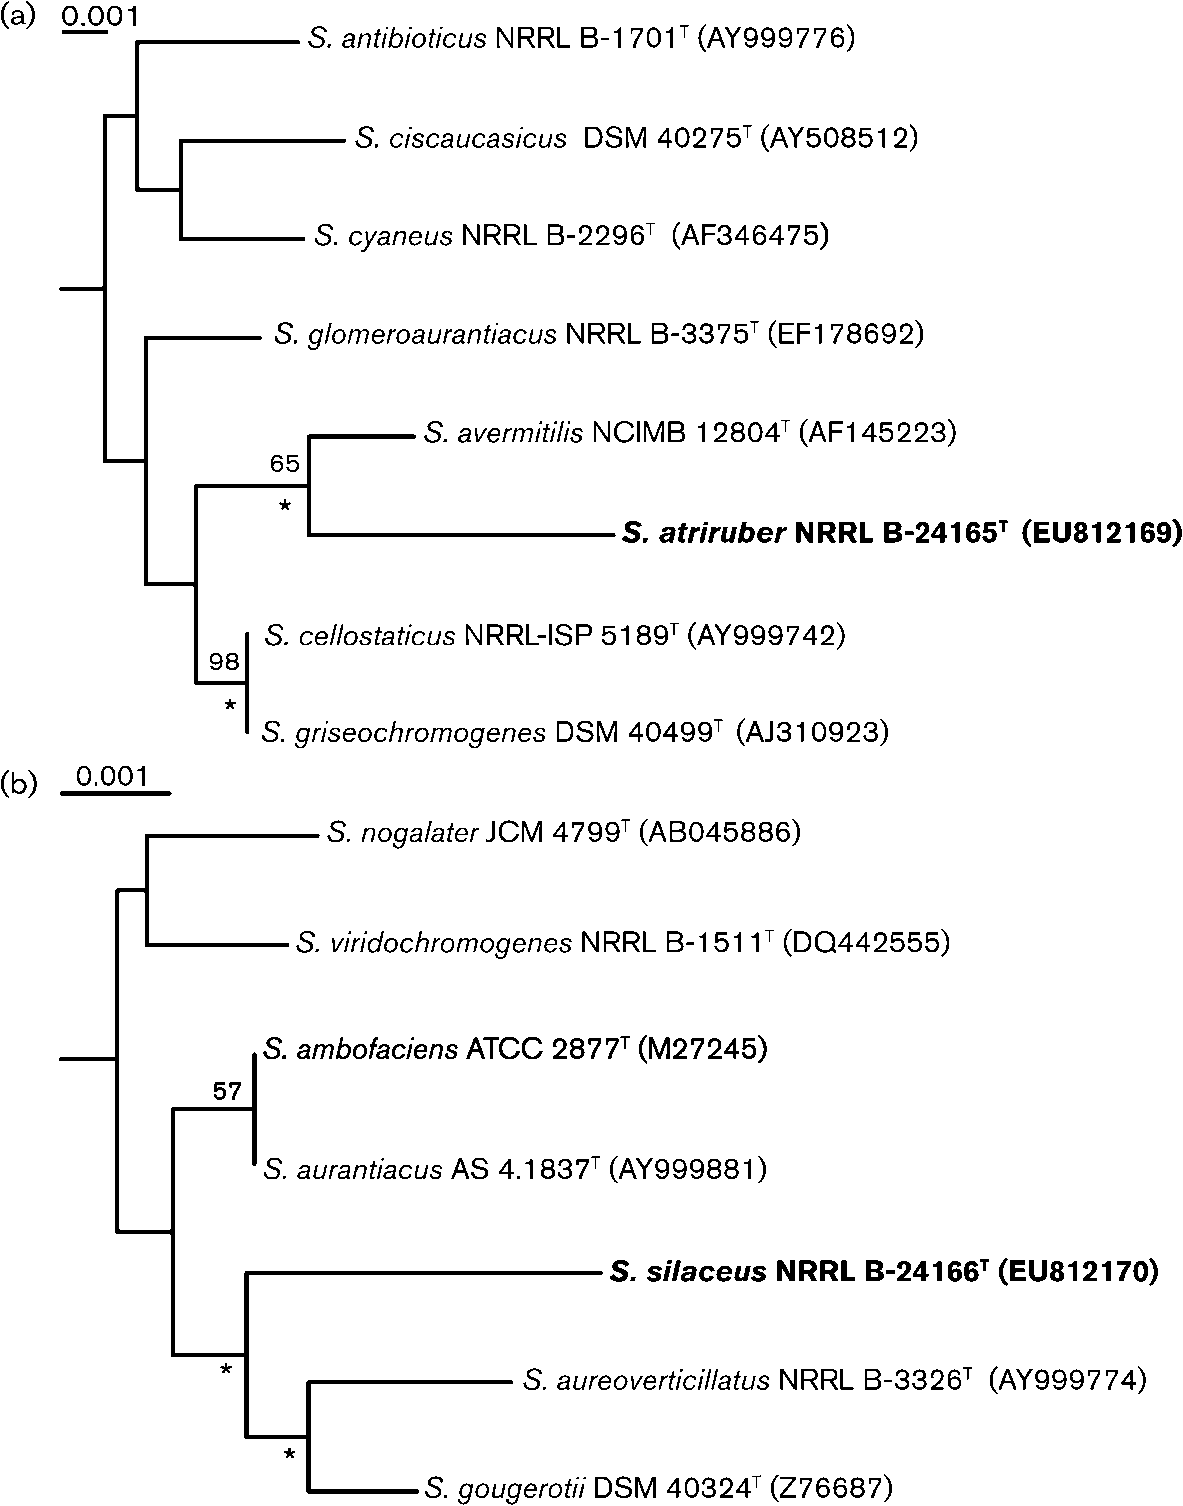 (a) 0.001
S. antibioticus NRRL B-1701ᵀ (AY999776)
S. ciscaucasicus DSM 40275ᵀ (AY508512)
S. cyaneus NRRL B-2296ᵀ (AF346475)
S. glomeroaurantiacus NRRL B-3375ᵀ (EF178692)
S. avermitilis NCIMB 12804ᵀ (AF145223)
65
*
S. atriruber NRRL B-24165ᵀ (EU812169)
S. cellostaticus NRRL-ISP 5189ᵀ (AY999742)
98
*
S. griseochromogenes DSM 40499ᵀ (AJ310923)
(b) 0.001
S. nogalater JCM 4799ᵀ (AB045886)
S. viridochromogenes NRRL B-1511ᵀ (DQ442555)
S. ambofaciens ATCC 2877ᵀ (M27245)
57
S. aurantiacus AS 4.1837ᵀ (AY999881)
S. silaceus NRRL B-24166ᵀ (EU812170)
*
S. aureoverticillatus NRRL B-3326ᵀ (AY999774)
*
S. gougerotii DSM 40324ᵀ (Z76687)